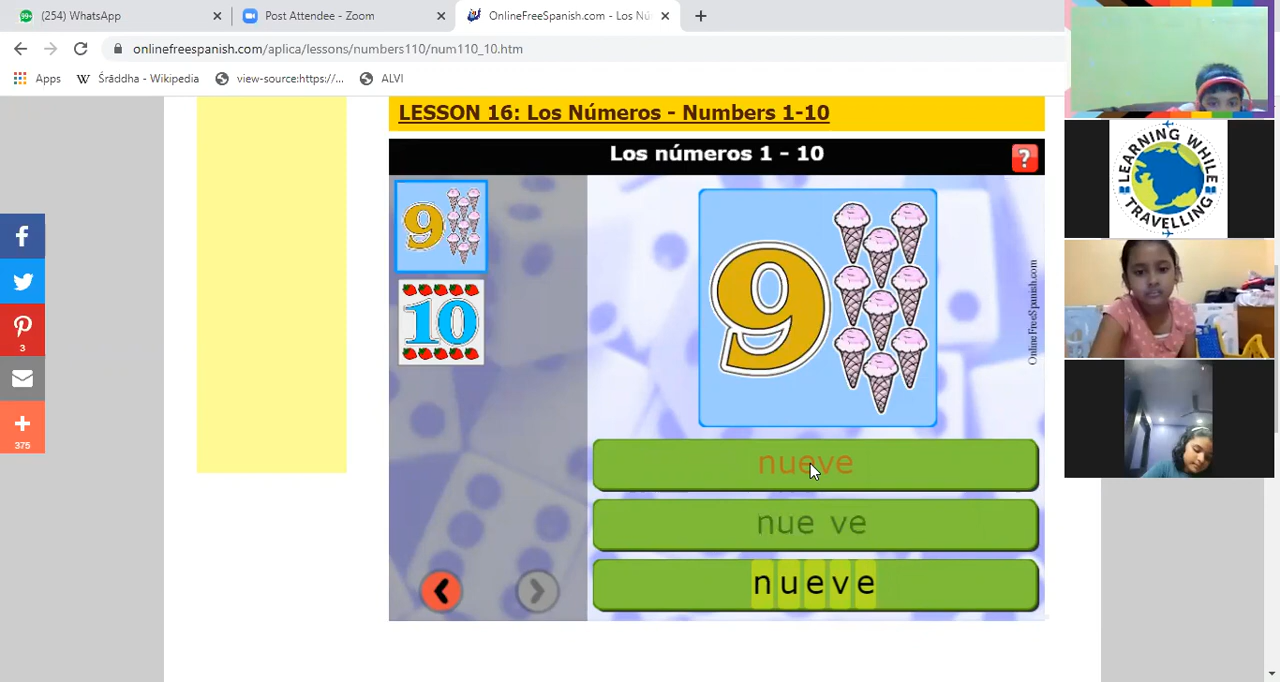 (254) WhatsApp
Post Attendee - Zoom
OnlineFreeSpanish.com - Los Nú
onlinefreespanish.com/aplica/lessons/numbers110/num110_10.htm
Apps
Śrāddha - Wikipedia
view-source:https://...
ALVI
LESSON 16: Los Números - Numbers 1-10
Los números 1 - 10
?
9
10
9
OnlineFreeSpanish.com
nueve
nue ve
nueve
3
375
LEARNING WHILE
TRAVELLING